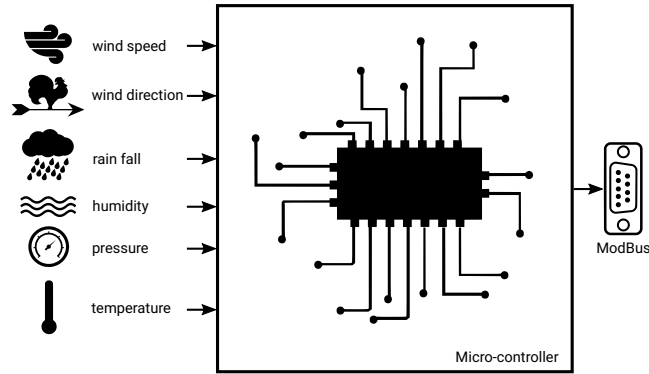 wind speed
wind direction
rain fall
humidity
pressure
temperature
ModBus
Micro-controller